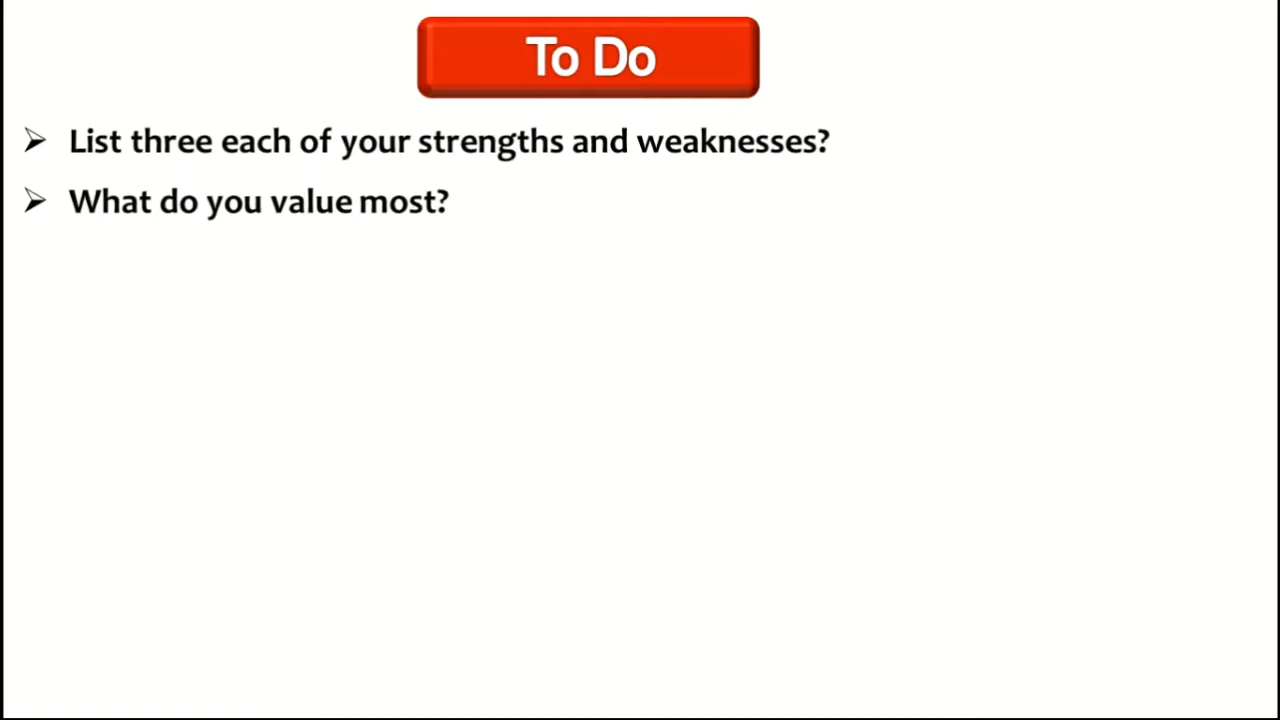 To Do
List three each of your strengths and weaknesses?
What do you value most?